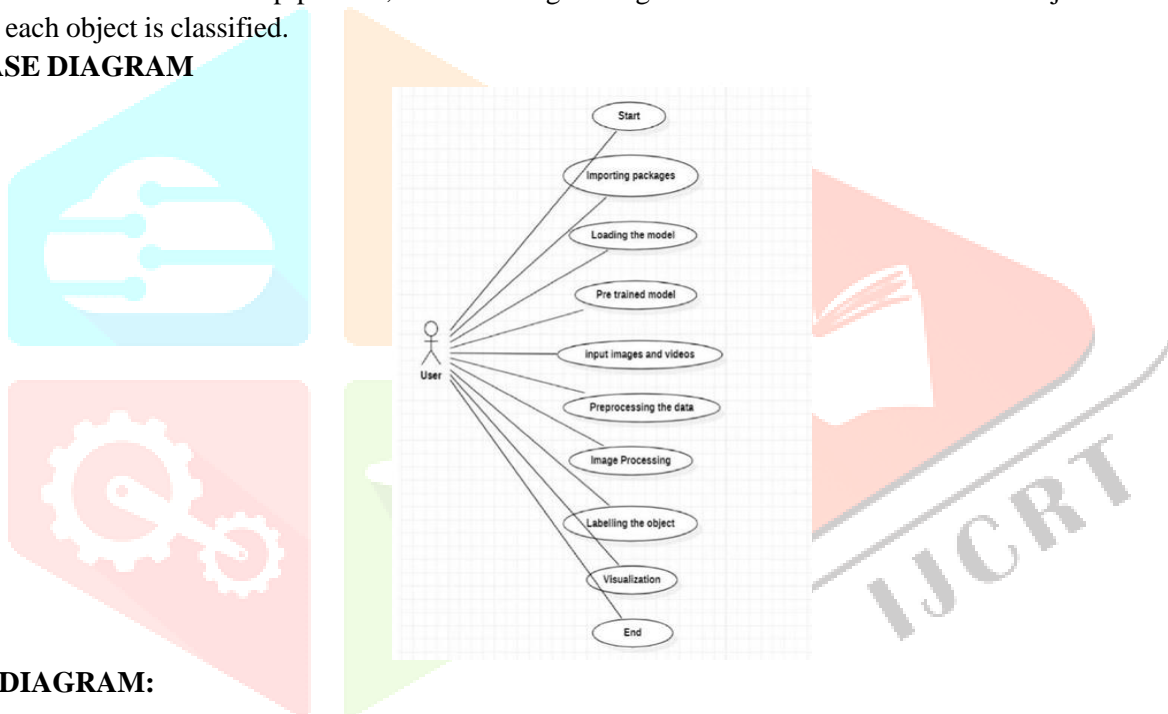 each object is classified.
ASE DIAGRAM
Start
Importing packages
Loading the model
Pre trained model
input images and videos
User
Preprocessing the data
Image Processing
Labelling the object
Visualization
End
IJCRT
DIAGRAM: